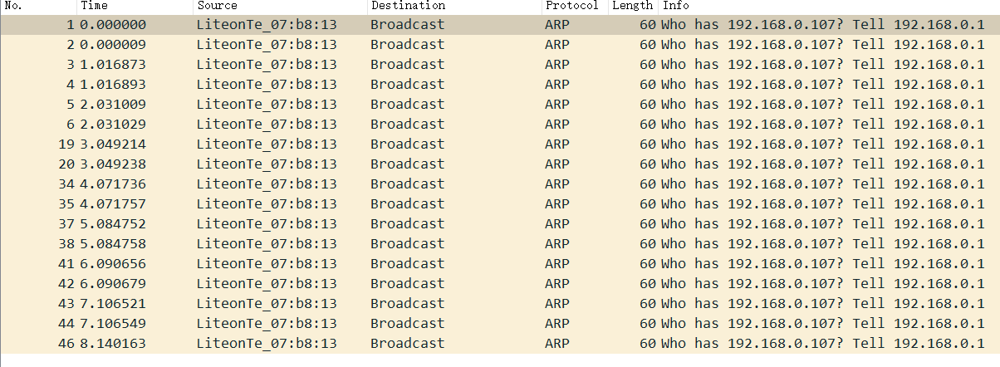 No. Time Source Destination Protocol Length Info
1 0.000000 LiteonTe_07:b8:13 Broadcast ARP 60 Who has 192.168.0.107? Tell 192.168.0.1
2 0.000009 LiteonTe_07:b8:13 Broadcast ARP 60 Who has 192.168.0.107? Tell 192.168.0.1
3 1.016873 LiteonTe_07:b8:13 Broadcast ARP 60 Who has 192.168.0.107? Tell 192.168.0.1
4 1.016893 LiteonTe_07:b8:13 Broadcast ARP 60 Who has 192.168.0.107? Tell 192.168.0.1
5 2.031009 LiteonTe_07:b8:13 Broadcast ARP 60 Who has 192.168.0.107? Tell 192.168.0.1
6 2.031029 LiteonTe_07:b8:13 Broadcast ARP 60 Who has 192.168.0.107? Tell 192.168.0.1
19 3.049214 LiteonTe_07:b8:13 Broadcast ARP 60 Who has 192.168.0.107? Tell 192.168.0.1
20 3.049238 LiteonTe_07:b8:13 Broadcast ARP 60 Who has 192.168.0.107? Tell 192.168.0.1
34 4.071736 LiteonTe_07:b8:13 Broadcast ARP 60 Who has 192.168.0.107? Tell 192.168.0.1
35 4.071757 LiteonTe_07:b8:13 Broadcast ARP 60 Who has 192.168.0.107? Tell 192.168.0.1
37 5.084752 LiteonTe_07:b8:13 Broadcast ARP 60 Who has 192.168.0.107? Tell 192.168.0.1
38 5.084758 LiteonTe_07:b8:13 Broadcast ARP 60 Who has 192.168.0.107? Tell 192.168.0.1
41 6.090656 LiteonTe_07:b8:13 Broadcast ARP 60 Who has 192.168.0.107? Tell 192.168.0.1
42 6.090679 LiteonTe_07:b8:13 Broadcast ARP 60 Who has 192.168.0.107? Tell 192.168.0.1
43 7.106521 LiteonTe_07:b8:13 Broadcast ARP 60 Who has 192.168.0.107? Tell 192.168.0.1
44 7.106549 LiteonTe_07:b8:13 Broadcast ARP 60 Who has 192.168.0.107? Tell 192.168.0.1
46 8.140163 LiteonTe_07:b8:13 Broadcast ARP 60 Who has 192.168.0.107? Tell 192.168.0.1